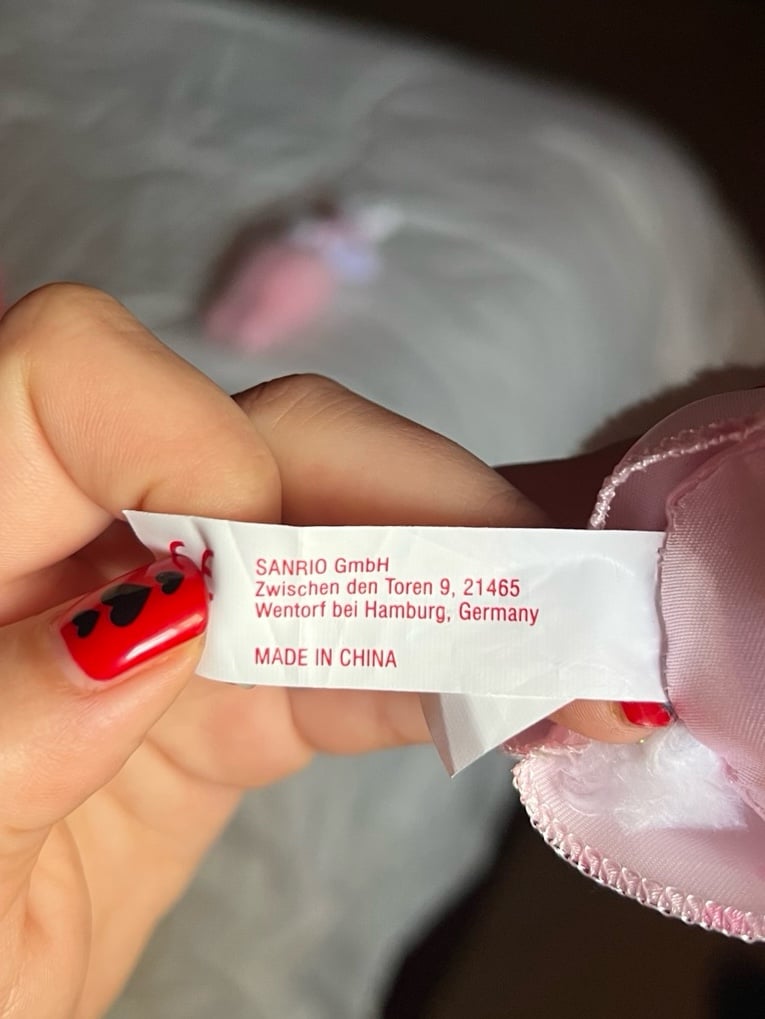 SANRIO GmbH
Zwischen den Toren 9, 21465
Wentorf bei Hamburg, Germany
MADE IN CHINA